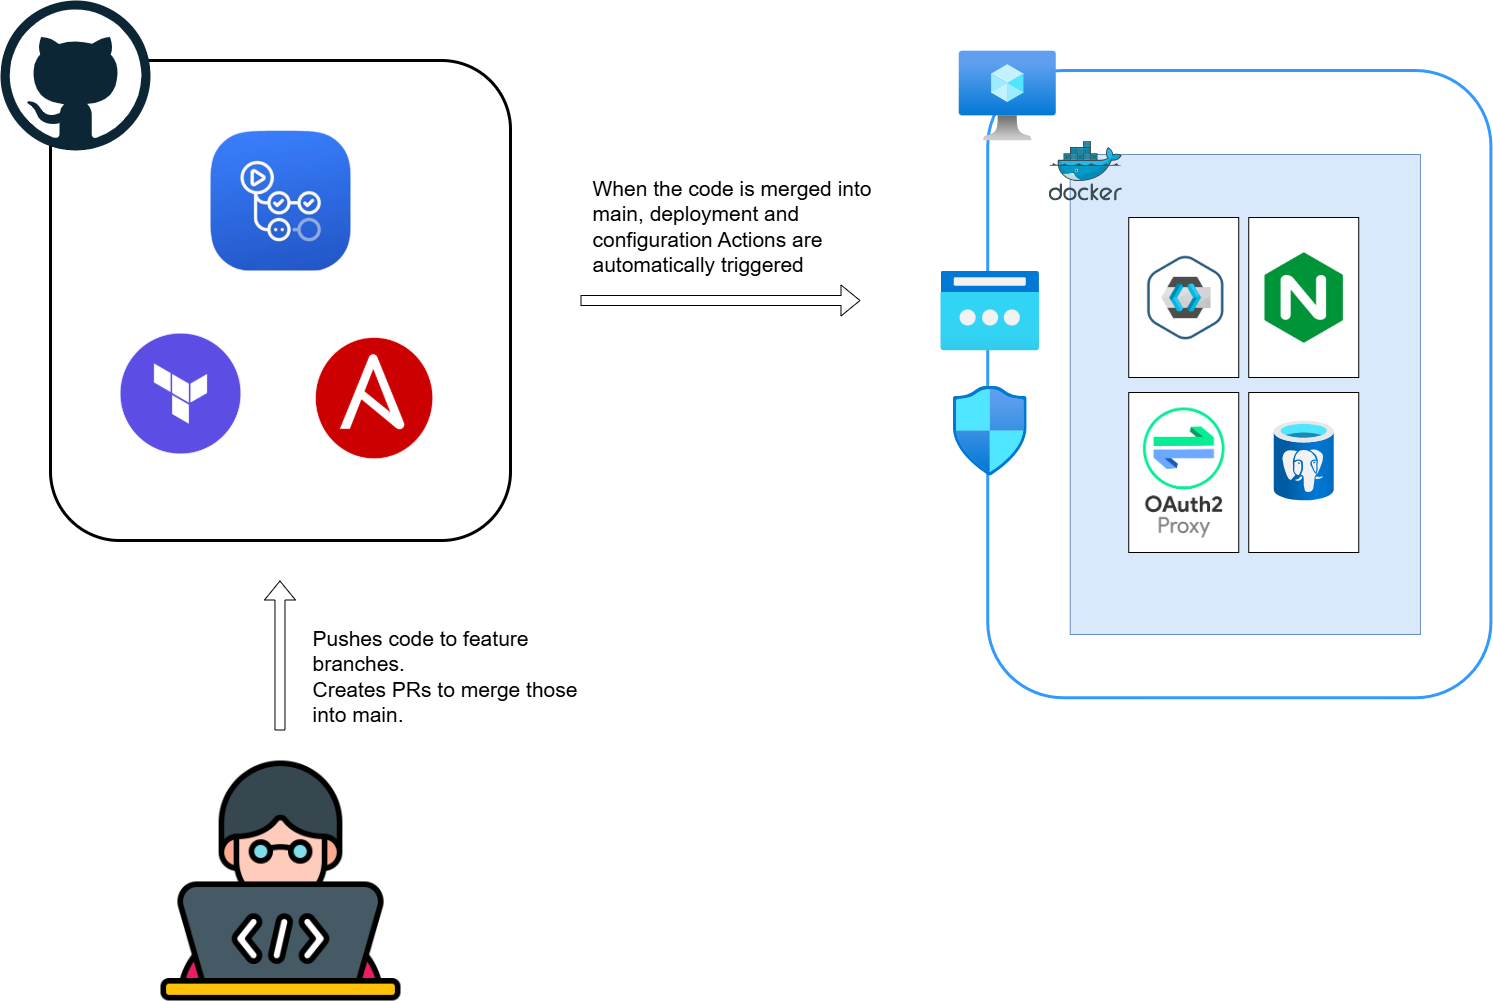 When the code is merged into
main, deployment and
configuration Actions are
automatically triggered
docker
N
OAuth2
Proxy
Pushes code to feature
branches.
Creates PRs to merge those
into main.
</>